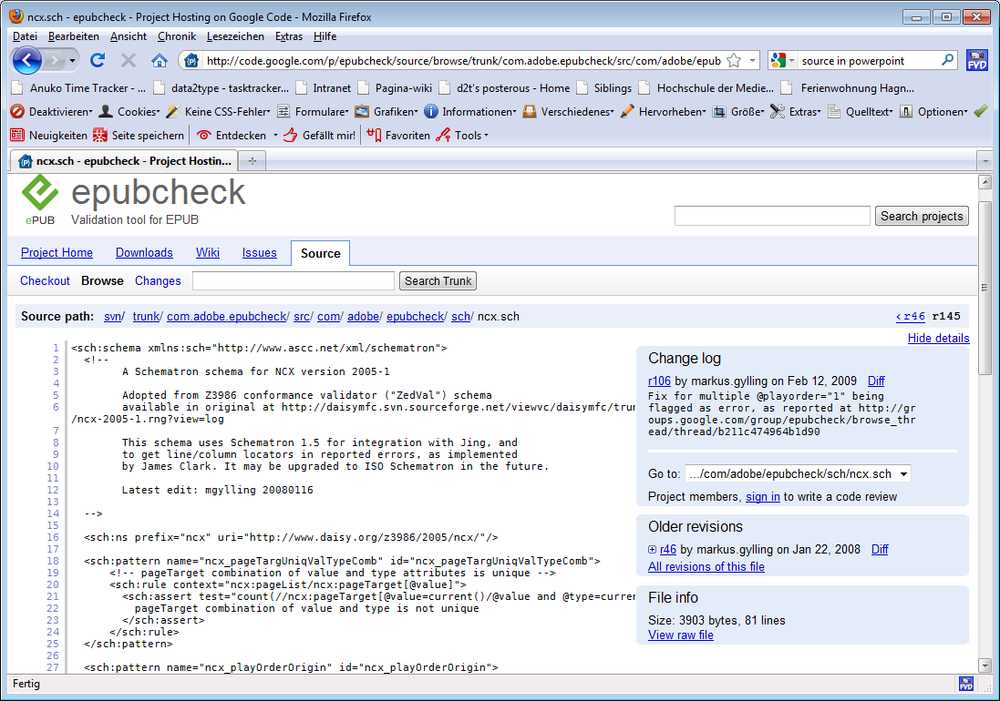 ncx.sch - epubcheck - Project Hosting on Google Code - Mozilla Firefox
Datei Bearbeiten Ansicht Chronik Lesezeichen Extras Hilfe
http://code.google.com/p/epubcheck/source/browse/trunk/com.adobe.epubcheck/src/com/adobe/epub
source in powerpoint
FVD
Anuko Time Tracker - ... data2type - tasktracker... Intranet Pagina-wiki d2t's posterous - Home Siblings Hochschule der Medie... Ferienwohnung Hagn...
Deaktivieren Cookies Keine CSS-Fehler Formulare Grafiken Informationen Verschiedenes Hervorheben Größe Extras Quelltext Optionen
Neuigkeiten Seite speichern Entdecken Gefällt mir! Favoriten Tools
ncx.sch - epubcheck - Project Hostin...
epubcheck
ePUB
Validation tool for EPUB
Search projects
Project Home Downloads Wiki Issues Source
Checkout Browse Changes Search Trunk
Source path: svn/ trunk/ com.adobe.epubcheck/ src/ com/ adobe/ epubcheck/ sch/ ncx.sch
‹r46 r145
Hide details
1 <sch:schema xmlns:sch="http://www.ascc.net/xml/schematron">
2 <!--
3 A Schematron schema for NCX version 2005-1
4
5 Adopted from Z3986 conformance validator ("ZedVal") schema
6 available in original at http://daisymfc.svn.sourceforge.net/viewvc/daisymfc/trun
/ncx-2005-1.rng?view=log
7
8 This schema uses Schematron 1.5 for integration with Jing, and
9 to get line/column locators in reported errors, as implemented
10 by James Clark. It may be upgraded to ISO Schematron in the future.
11
12 Latest edit: mgylling 20080116
13
14 -->
15
16 <sch:ns prefix="ncx" uri="http://www.daisy.org/z3986/2005/ncx/"/>
17
18 <sch:pattern name="ncx_pageTargUniqValTypeComb" id="ncx_pageTargUniqValTypeComb">
19 <!-- pageTarget combination of value and type attributes is unique -->
20 <sch:rule context="ncx:pageList/ncx:pageTarget[@value]">
21 <sch:assert test="count(//ncx:pageTarget[@value=current()/@value and @type=curren
22 pageTarget combination of value and type is not unique
23 </sch:assert>
24 </sch:rule>
25 </sch:pattern>
26
27 <sch:pattern name="ncx_playOrderOrigin" id="ncx_playOrderOrigin">
Change log
r106 by markus.gylling on Feb 12, 2009 Diff
Fix for multiple @playorder="1" being
flagged as error, as reported at http://gr
oups.google.com/group/epubcheck/browse_thr
ead/thread/b211c474964b1d90
Go to: .../com/adobe/epubcheck/sch/ncx.sch
Project members, sign in to write a code review
Older revisions
r46 by markus.gylling on Jan 22, 2008 Diff
All revisions of this file
File info
Size: 3903 bytes, 81 lines
View raw file
Fertig
FVD